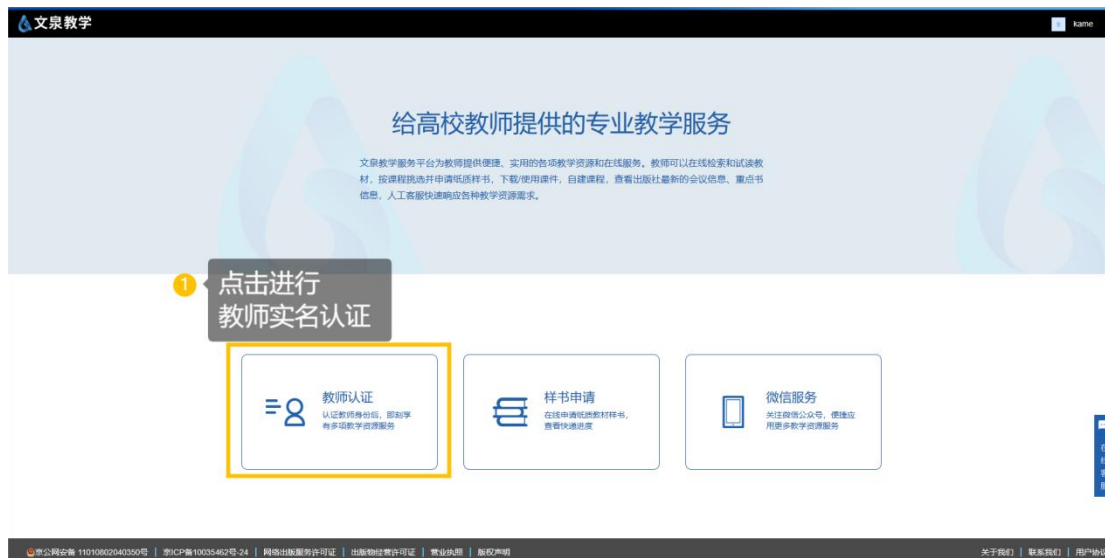 文泉教学
kame
给高校教师提供的专业教学服务
文泉教学服务平台为教师提供便捷、实用的各项教学资源和在线服务。教师可以在线检索和试读教
材，按课程挑选并申请纸质样书，下载/使用课件，自建课程，查看出版社最新的会议信息、重点书
信息，人工客服快速响应各种教学资源需求。
1
点击进行
教师实名认证
教师认证
认证教师身份后，即刻享
有多项教学资源服务
样书申请
在线申请纸质教材样书，
查看快递进度
微信服务
关注微信公众号，便捷应
用更多教学资源服务
京公网安备 11010802040350号 | 京ICP备10035462号-24 | 网络出版服务许可证 | 出版物经营许可证 | 营业执照 | 版权声明
关于我们 | 联系我们 | 用户协议